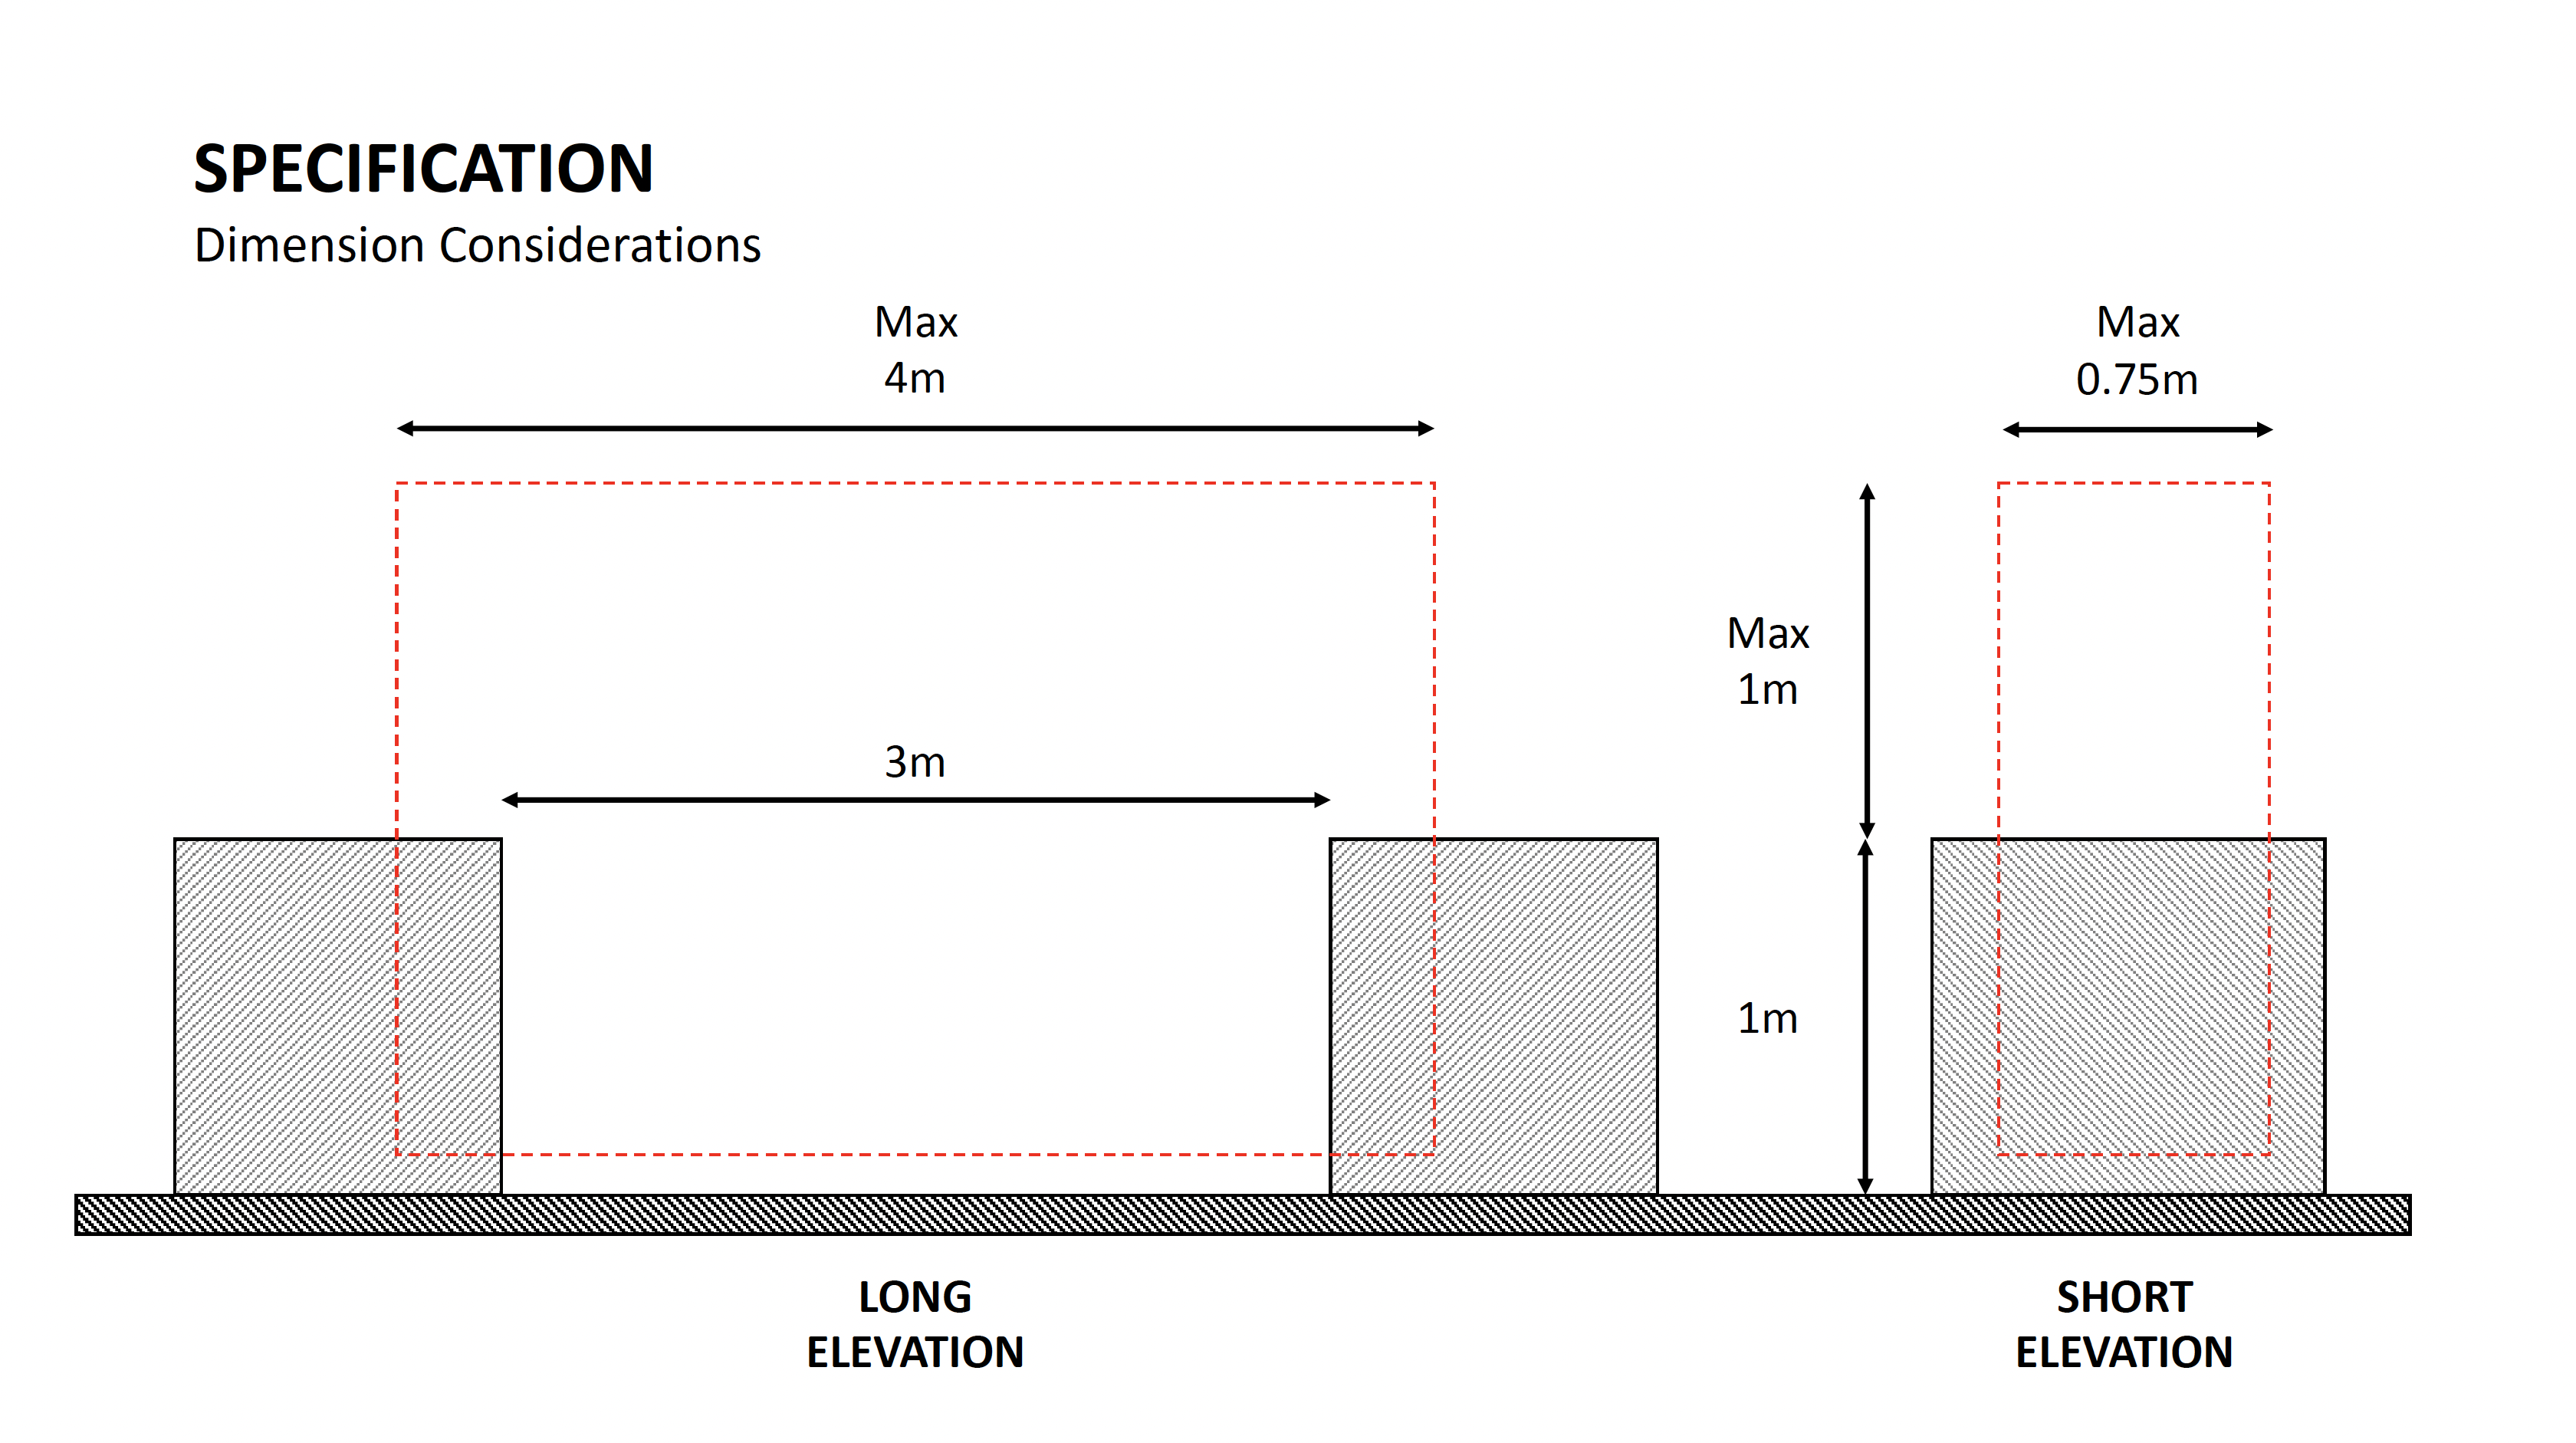 SPECIFICATION
Dimension Considerations
Max
4m
Max
0.75m
Max
1m
3m
1m
LONG
ELEVATION
SHORT
ELEVATION